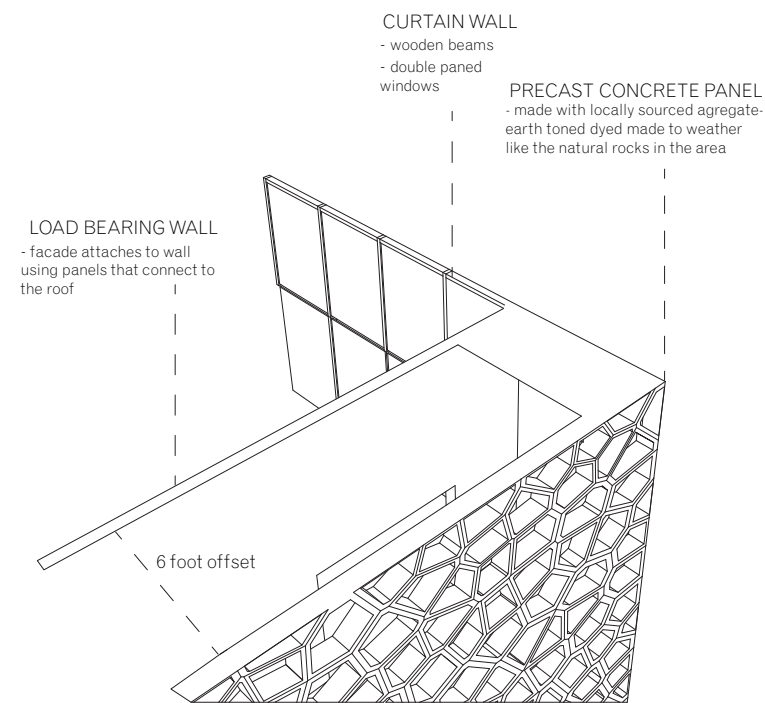 CURTAIN WALL
- wooden beams
- double paned
windows
PRECAST CONCRETE PANEL
- made with locally sourced agregate-
earth toned dyed made to weather
like the natural rocks in the area
LOAD BEARING WALL
- facade attaches to wall
using panels that connect to
the roof
6 foot offset